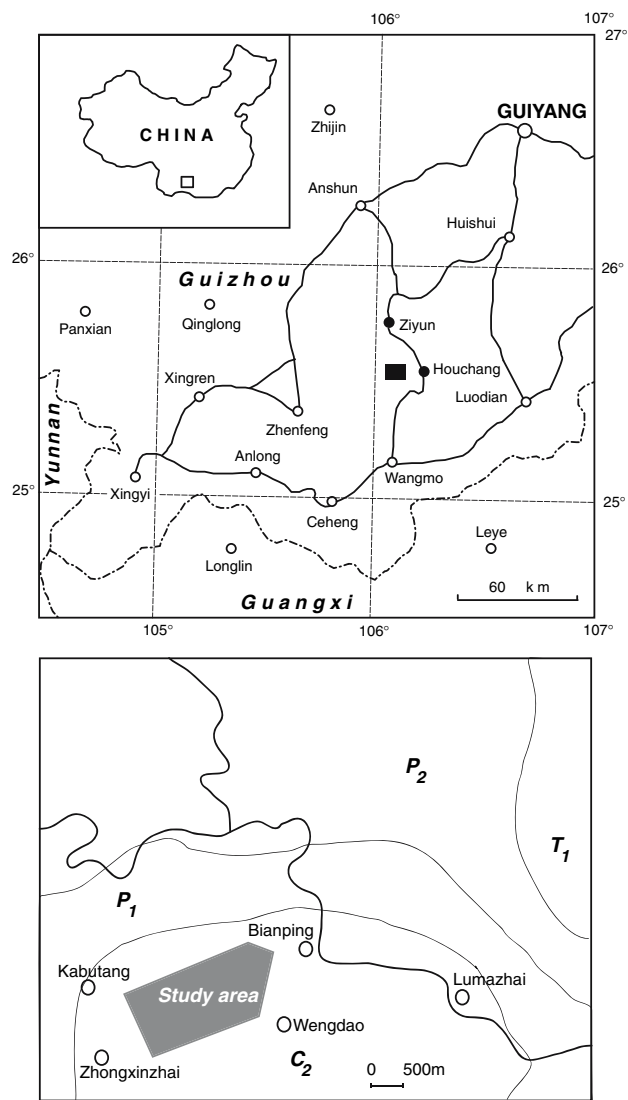 106°
107°
27°
CHINA
Zhijin
GUIYANG
Anshun
Huishui
26°
26°
Guizhou
Panxian
Qinglong
Ziyun
Houchang
Xingren
Luodian
Zhenfeng
Yunnan
Anlong
Wangmo
25°
Xingyi
25°
Ceheng
Leye
Longlin
60 km
Guangxi
105°
106°
107°
P2
T1
P1
Bianping
Kabutang
Lumazhai
Study area
Wengdao
Zhongxinzhai
C2
0 500m